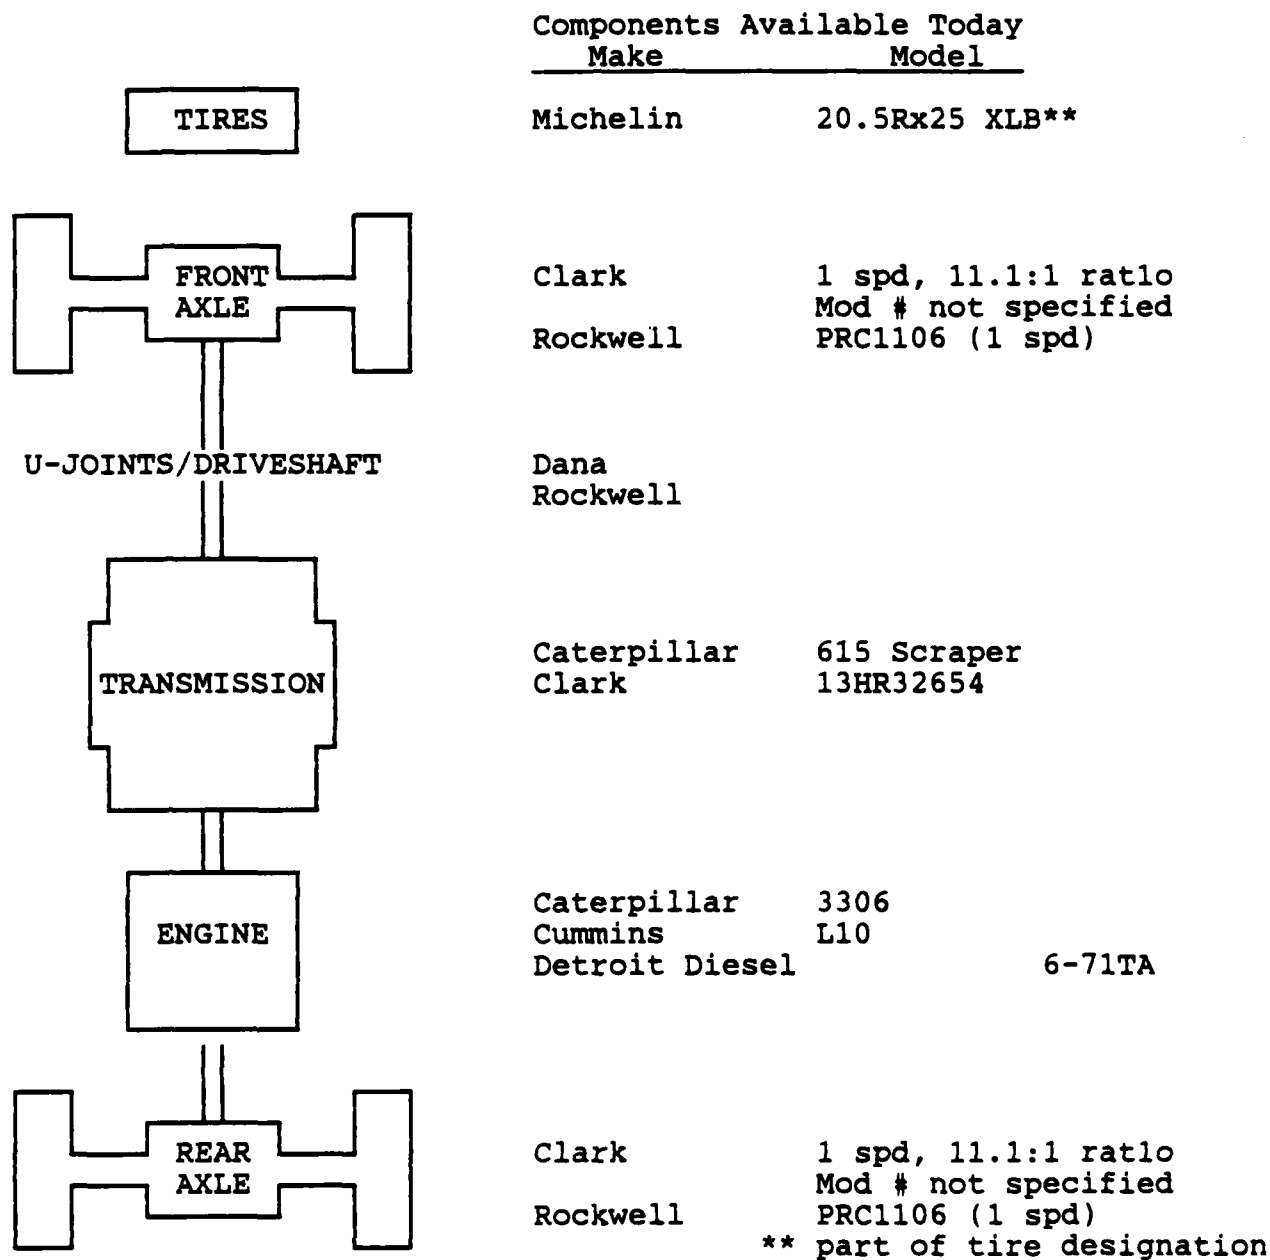 Components Available Today
Make Model
TIRES Michelin 20.5Rx25 XLB**
FRONT Clark 1 spd, 11.1:1 ratio
AXLE Mod # not specified
Rockwell PRC1106 (1 spd)
U-JOINTS/DRIVESHAFT Dana
Rockwell
Caterpillar 615 Scraper
TRANSMISSION Clark 13HR32654
Caterpillar 3306
ENGINE Cummins L10
Detroit Diesel 6-71TA
REAR Clark 1 spd, 11.1:1 ratio
AXLE Mod # not specified
Rockwell PRC1106 (1 spd)
** part of tire designation